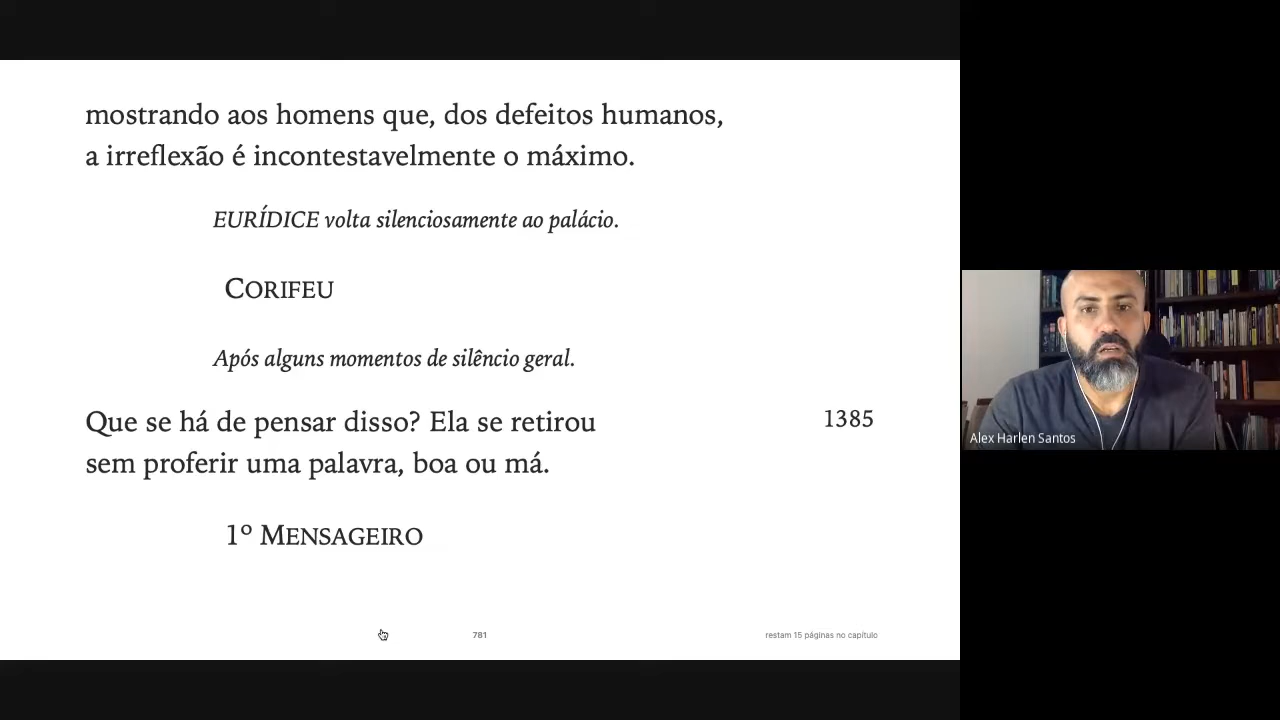 mostrando aos homens que, dos defeitos humanos,
a irreflexão é incontestavelmente o máximo.
EURÍDICE volta silenciosamente ao palácio.
CORIFEU
Após alguns momentos de silêncio geral.
Que se há de pensar disso? Ela se retirou 1385
sem proferir uma palavra, boa ou má.
1º MENSAGEIRO
781 restam 15 páginas no capítulo
Alex Harlen Santos